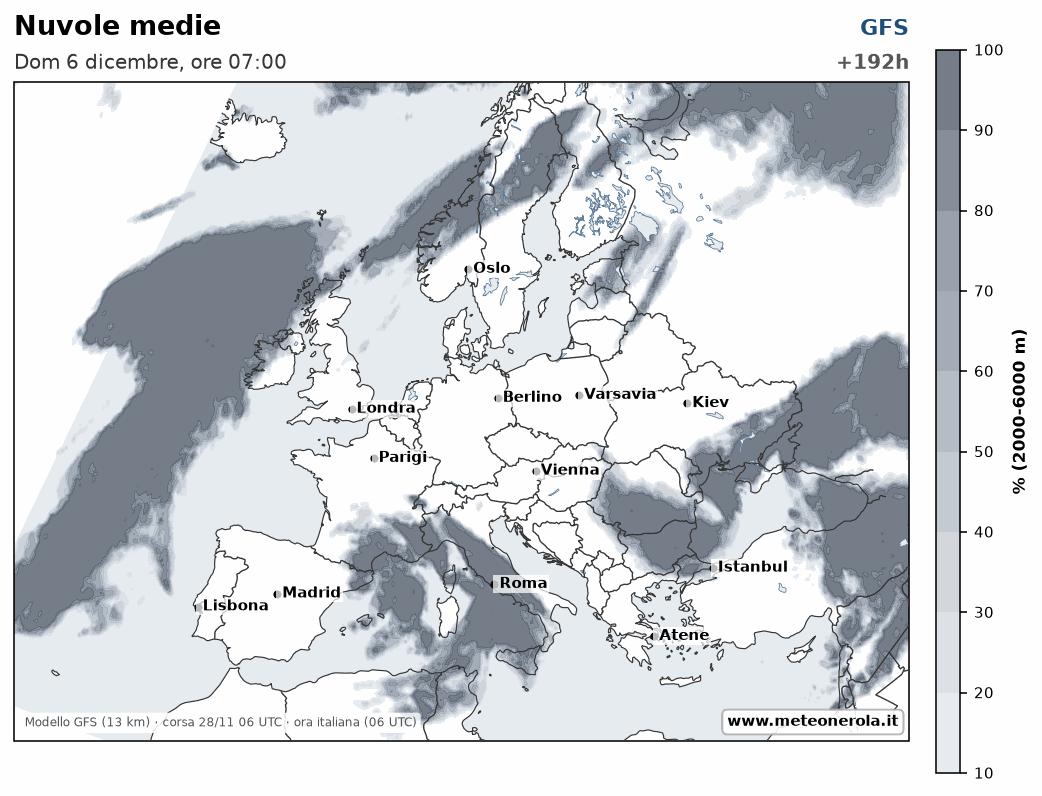 Nuvole medie
GFS
Dom 6 dicembre, ore 07:00
+192h
100
90
80
70
60
50
40
30
20
10
% (2000-6000 m)
Oslo
Berlino
Varsavia
Kiev
Londra
Parigi
Vienna
Istanbul
Roma
Madrid
Lisbona
Atene
Modello GFS (13 km) · corsa 28/11 06 UTC · ora italiana (06 UTC)
www.meteonerola.it